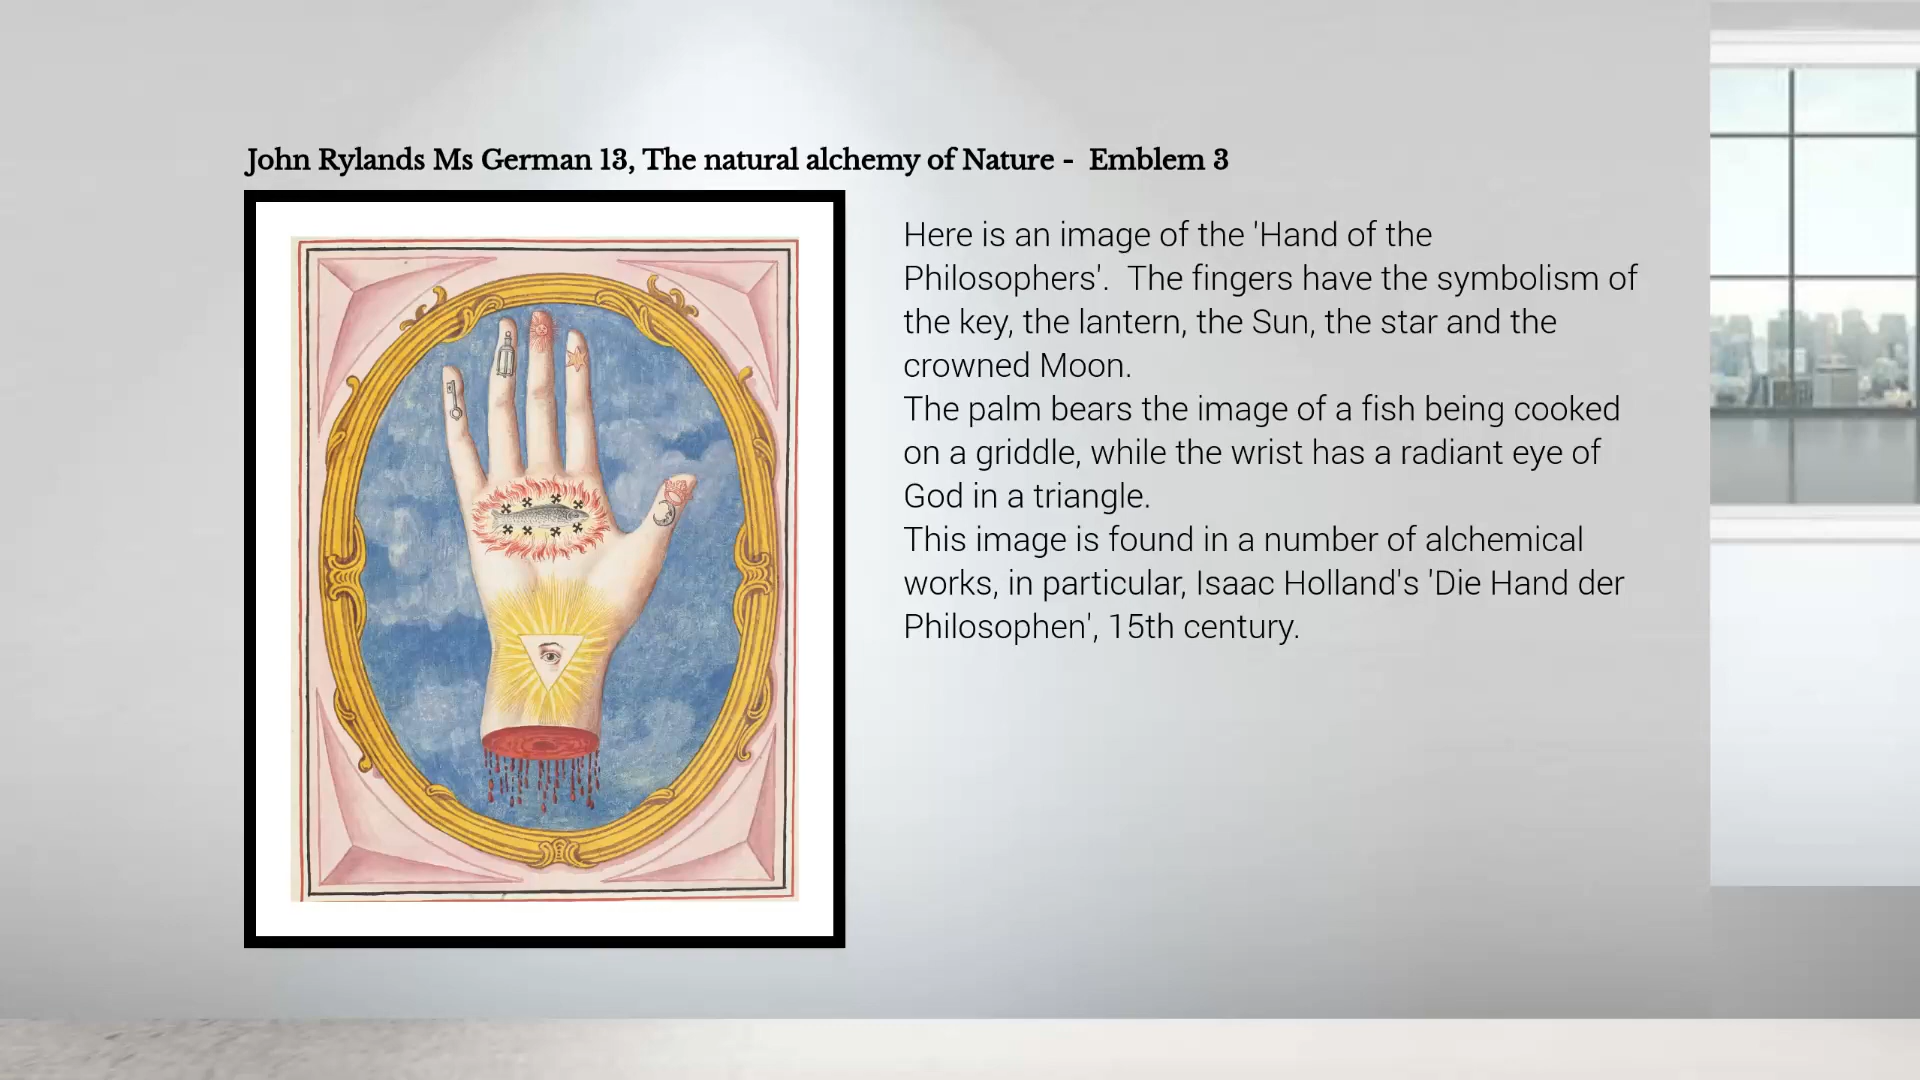 John Rylands Ms German 13, The natural alchemy of Nature -  Emblem 3
Here is an image of the 'Hand of the
Philosophers'.  The fingers have the symbolism of
the key, the lantern, the Sun, the star and the
crowned Moon.
The palm bears the image of a fish being cooked
on a griddle, while the wrist has a radiant eye of
God in a triangle.
This image is found in a number of alchemical
works, in particular, Isaac Holland's 'Die Hand der
Philosophen', 15th century.